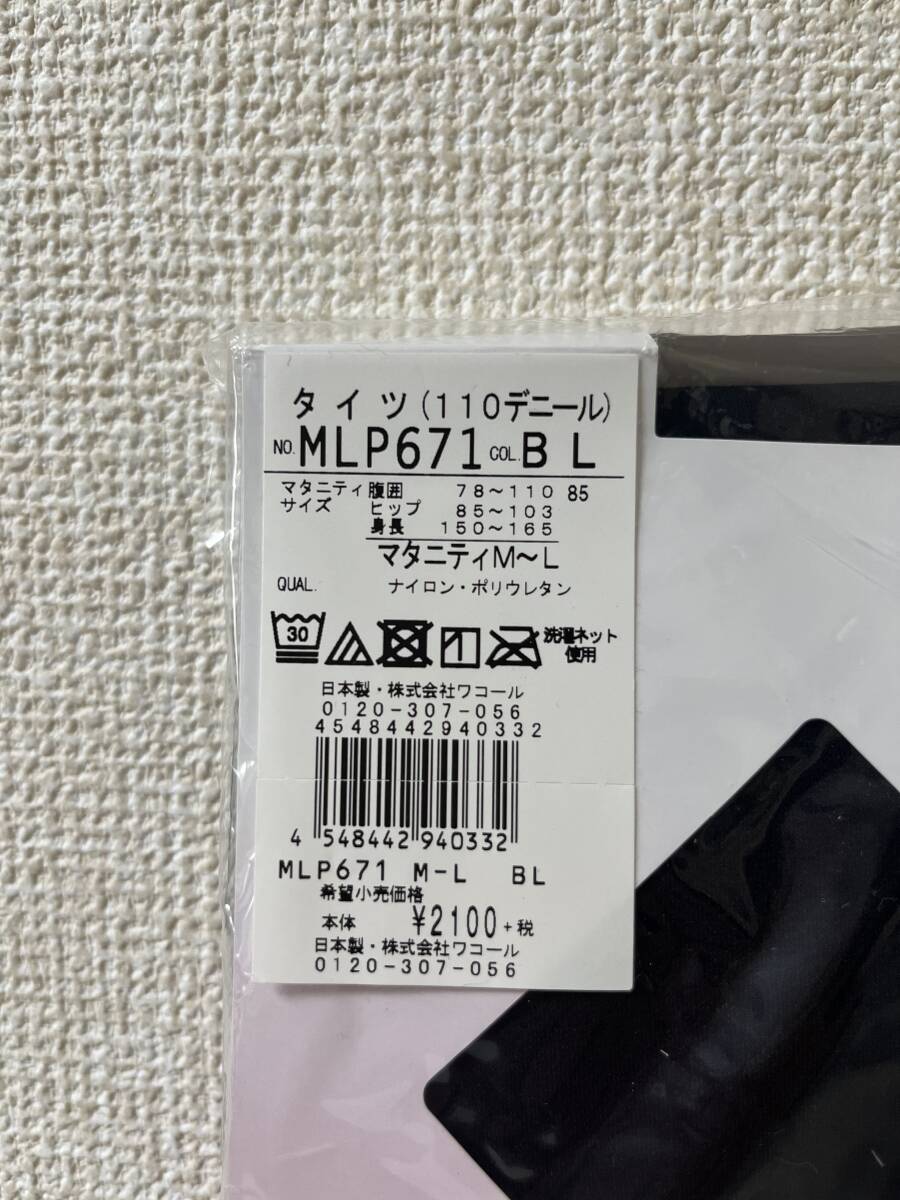 タイツ(110デニール)
NO. MLP671 COL. BL
マタニティ 腹囲 78〜110 85
サイズ ヒップ 85〜103
身長 150〜165
マタニティM〜L
QUAL. ナイロン・ポリウレタン
30 1 洗濯ネット
使用
日本製・株式会社ワコール
0120-307-056
4548442940332
4 548442 940332
MLP671 M-L BL
希望小売価格
本体 ¥2100+税
日本製・株式会社ワコール
0120-307-056